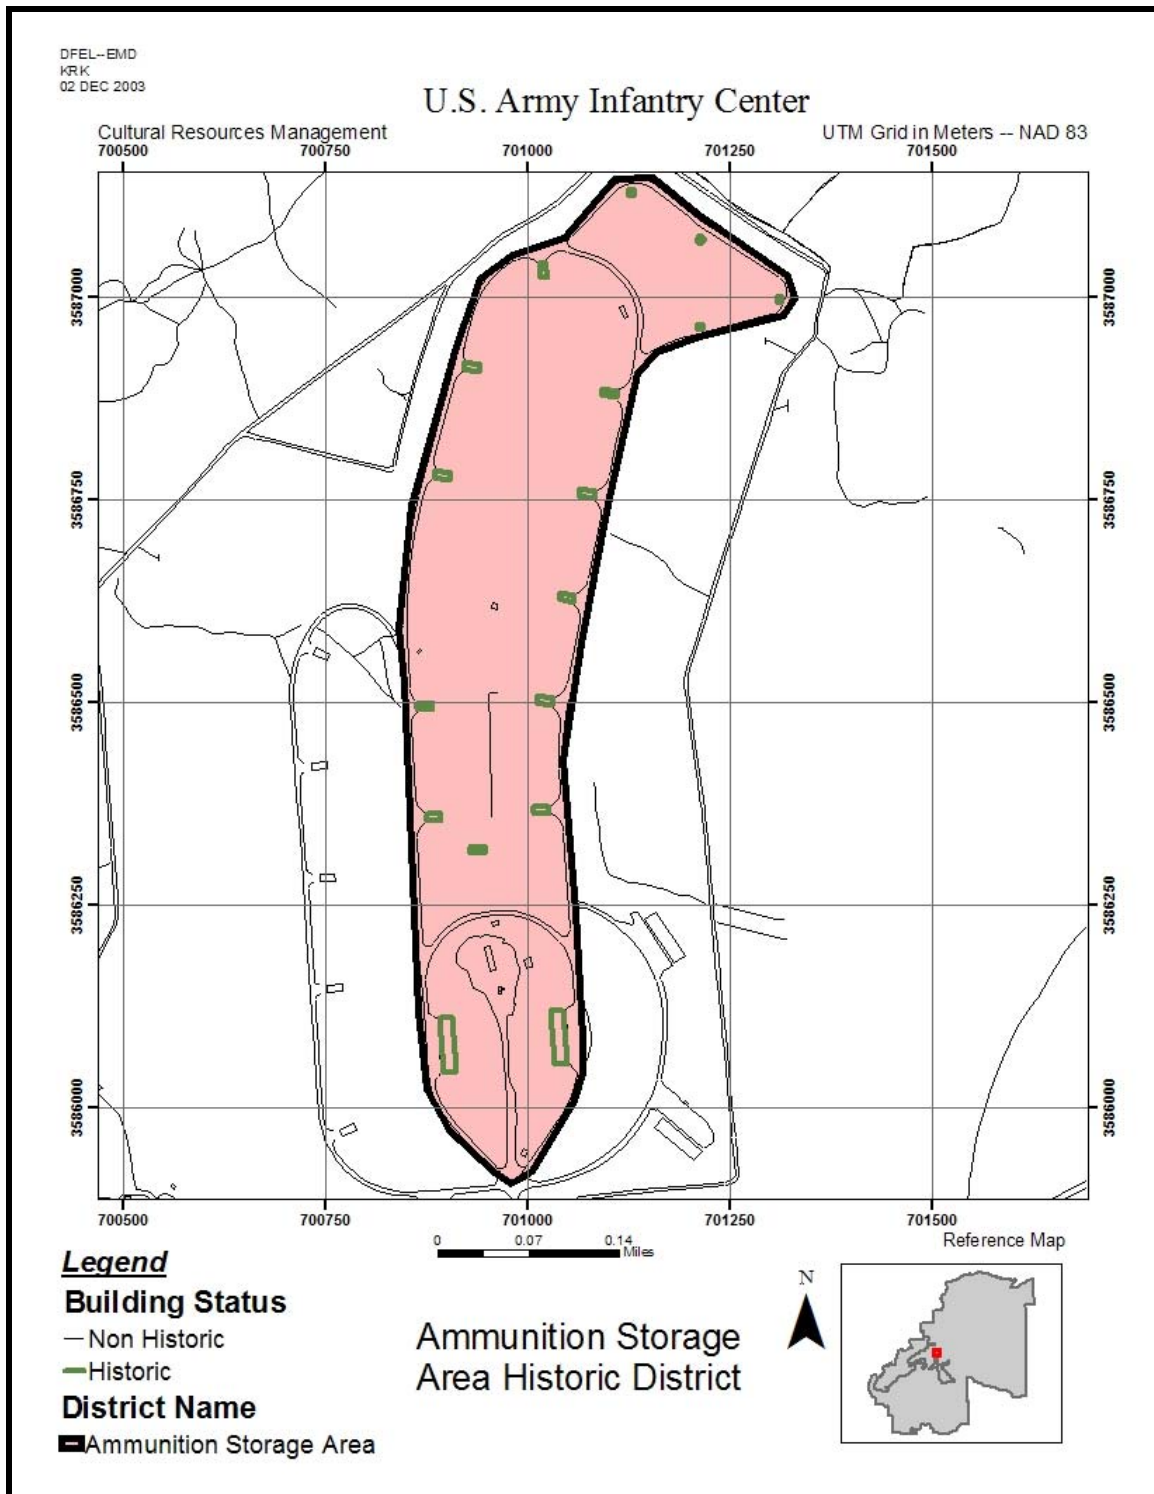 DFEL--EMD
KRK
02 DEC 2003
U.S. Army Infantry Center
Cultural Resources Management
UTM Grid in Meters -- NAD 83
700500 700750 701000 701250 701500
3587000 3587000
3586750 3586750
3586500 3586500
3586250 3586250
3586000 3586000
700500 700750 701000 701250 701500
0 0.07 0.14
Miles
Reference Map
Legend
Building Status
Non Historic
Historic
District Name
Ammunition Storage Area
Ammunition Storage
Area Historic District
N